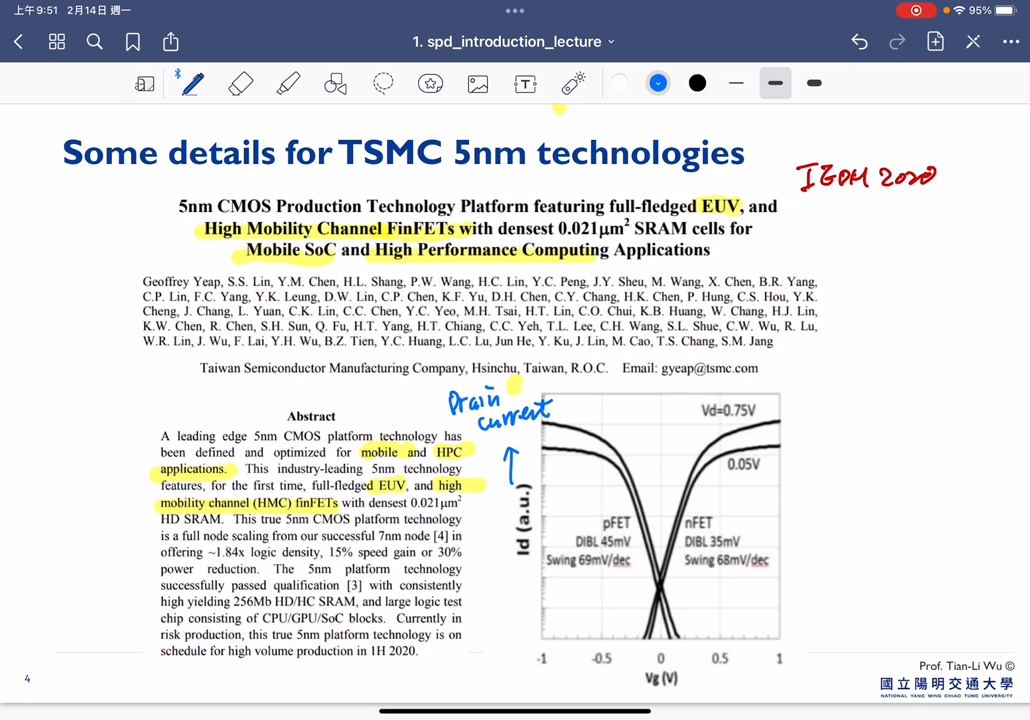 上午9:51 2月14日 週一
95%
1. spd_introduction_lecture
Some details for TSMC 5nm technologies
IEDM 2020
5nm CMOS Production Technology Platform featuring full-fledged EUV, and
High Mobility Channel FinFETs with densest 0.021μm² SRAM cells for
Mobile SoC and High Performance Computing Applications
Geoffrey Yeap, S.S. Lin, Y.M. Chen, H.L. Shang, P.W. Wang, H.C. Lin, Y.C. Peng, J.Y. Sheu, M. Wang, X. Chen, B.R. Yang,
C.P. Lin, F.C. Yang, Y.K. Leung, D.W. Lin, C.P. Chen, K.F. Yu, D.H. Chen, C.Y. Chang, H.K. Chen, P. Hung, C.S. Hou, Y.K.
Cheng, J. Chang, L. Yuan, C.K. Lin, C.C. Chen, Y.C. Yeo, M.H. Tsai, H.T. Lin, C.O. Chui, K.B. Huang, W. Chang, H.J. Lin,
K.W. Chen, R. Chen, S.H. Sun, Q. Fu, H.T. Yang, H.T. Chiang, C.C. Yeh, T.L. Lee, C.H. Wang, S.L. Shue, C.W. Wu, R. Lu,
W.R. Lin, J. Wu, F. Lai, Y.H. Wu, B.Z. Tien, Y.C. Huang, L.C. Lu, Jun He, Y. Ku, J. Lin, M. Cao, T.S. Chang, S.M. Jang
Taiwan Semiconductor Manufacturing Company, Hsinchu, Taiwan, R.O.C. Email: gyeap@tsmc.com
Abstract
A leading edge 5nm CMOS platform technology has
been defined and optimized for mobile and HPC
applications. This industry-leading 5nm technology
features, for the first time, full-fledged EUV, and high
mobility channel (HMC) finFETs with densest 0.021μm²
HD SRAM. This true 5nm CMOS platform technology
is a full node scaling from our successful 7nm node [4] in
offering ~1.84x logic density, 15% speed gain or 30%
power reduction. The 5nm platform technology
successfully passed qualification [3] with consistently
high yielding 256Mb HD/HC SRAM, and large logic test
chip consisting of CPU/GPU/SoC blocks. Currently in
risk production, this true 5nm platform technology is on
schedule for high volume production in 1H 2020.
Drain
current
Id (a.u.)
Vd=0.75V
0.05V
pFET
DIBL 45mV
Swing 69mV/dec
nFET
DIBL 35mV
Swing 68mV/dec
-1 -0.5 0 0.5 1
Vg (V)
4
Prof. Tian-Li Wu ©
國立陽明交通大學
NATIONAL YANG MING CHIAO TUNG UNIVERSITY